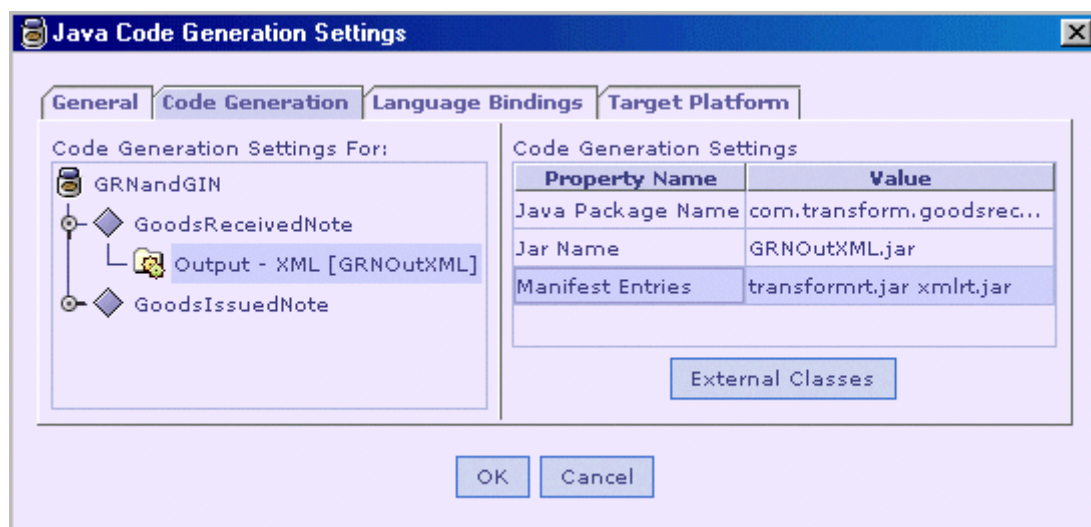 Java Code Generation Settings
General Code Generation Language Bindings Target Platform
Code Generation Settings For:
GRNandGIN
GoodsReceivedNote
Output - XML [GRNOutXML]
GoodsIssuedNote
Code Generation Settings
Property Name Value
Java Package Name com.transform.goodsrec...
Jar Name GRNOutXML.jar
Manifest Entries transformrt.jar xmlrt.jar
External Classes
OK Cancel